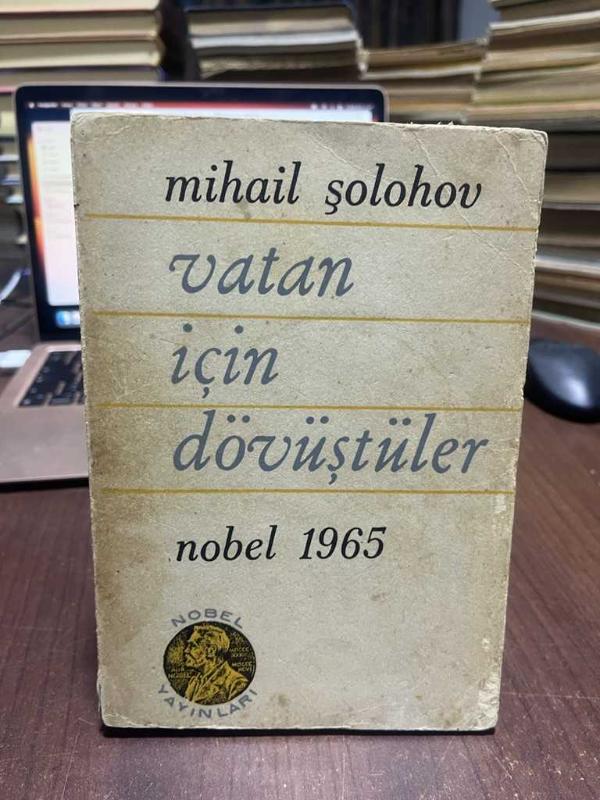 mihail şolohov
vatan
için
dövüştüler
nobel 1965
NOBEL
YAYINLARI